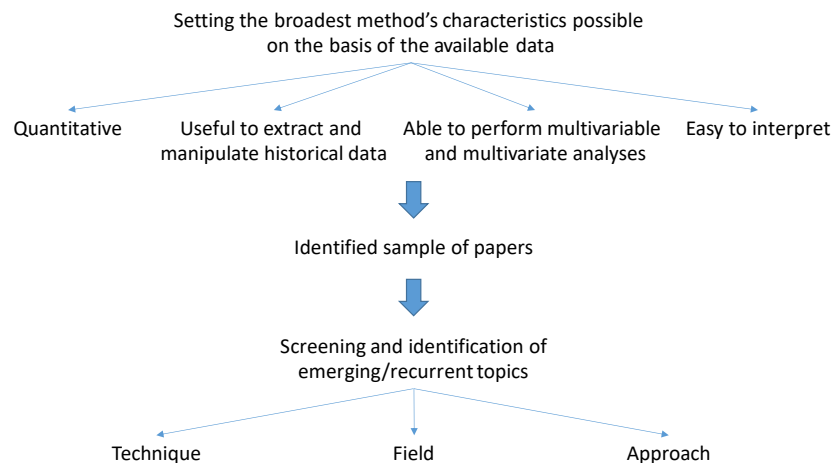 Setting the broadest method’s characteristics possible
on the basis of the available data
Quantitative
Useful to extract and
manipulate historical data
Able to perform multivariable
and multivariate analyses
Easy to interpret
Identified sample of papers
Screening and identification of
emerging/recurrent topics
Technique
Field
Approach